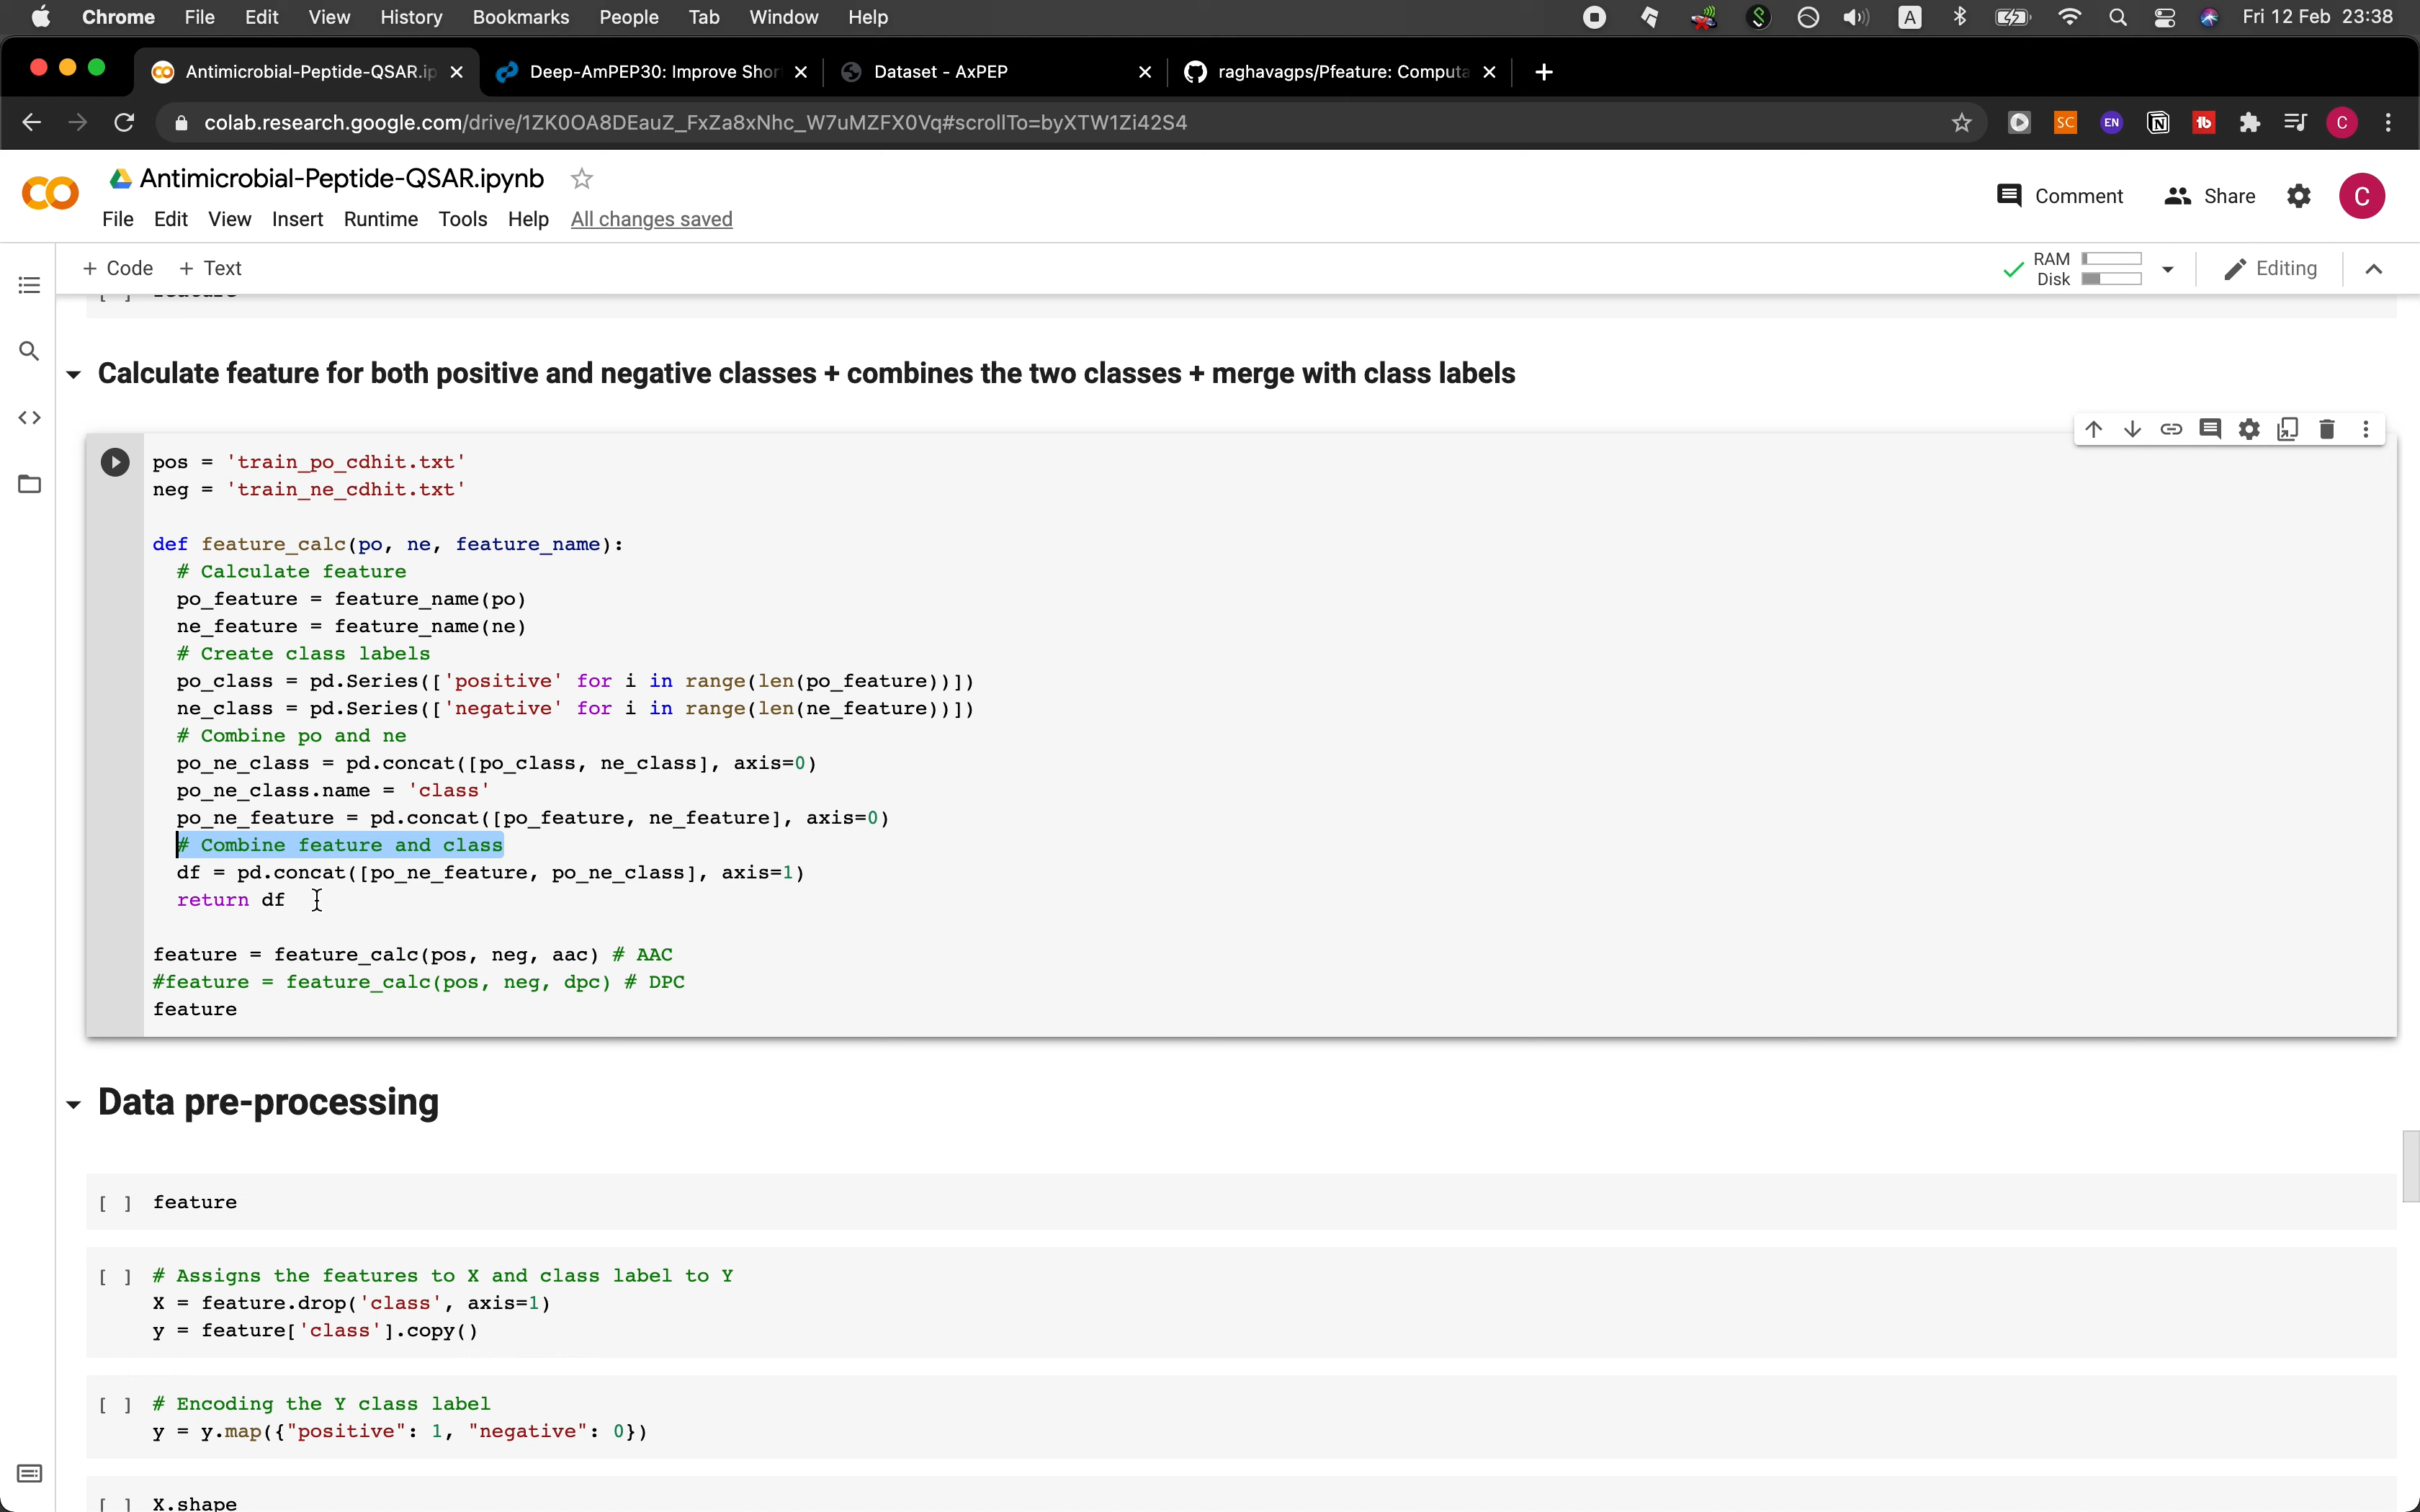 Chrome File Edit View History Bookmarks People Tab Window Help A Fri 12 Feb 23:38
Antimicrobial-Peptide-QSAR.ip Deep-AmPEP30: Improve Shor Dataset - AxPEP raghavagps/Pfeature: Computa
colab.research.google.com/drive/1ZK0OA8DEauZ_FxZa8xNhc_W7uMZFX0Vq#scrollTo=byXTW1Zi42S4 SC EN C
CO Antimicrobial-Peptide-QSAR.ipynb
File Edit View Insert Runtime Tools Help All changes saved Comment Share C
+ Code + Text RAM Disk Editing
[ ] feature
Calculate feature for both positive and negative classes + combines the two classes + merge with class labels
pos = 'train_po_cdhit.txt'
neg = 'train_ne_cdhit.txt'
def feature_calc(po, ne, feature_name):
# Calculate feature
po_feature = feature_name(po)
ne_feature = feature_name(ne)
# Create class labels
po_class = pd.Series(['positive' for i in range(len(po_feature))])
ne_class = pd.Series(['negative' for i in range(len(ne_feature))])
# Combine po and ne
po_ne_class = pd.concat([po_class, ne_class], axis=0)
po_ne_class.name = 'class'
po_ne_feature = pd.concat([po_feature, ne_feature], axis=0)
# Combine feature and class
df = pd.concat([po_ne_feature, po_ne_class], axis=1)
return df
feature = feature_calc(pos, neg, aac) # AAC
#feature = feature_calc(pos, neg, dpc) # DPC
feature
Data pre-processing
[ ] feature
[ ] # Assigns the features to X and class label to Y
X = feature.drop('class', axis=1)
y = feature['class'].copy()
[ ] # Encoding the Y class label
y = y.map({"positive": 1, "negative": 0})
[ ] X.shape